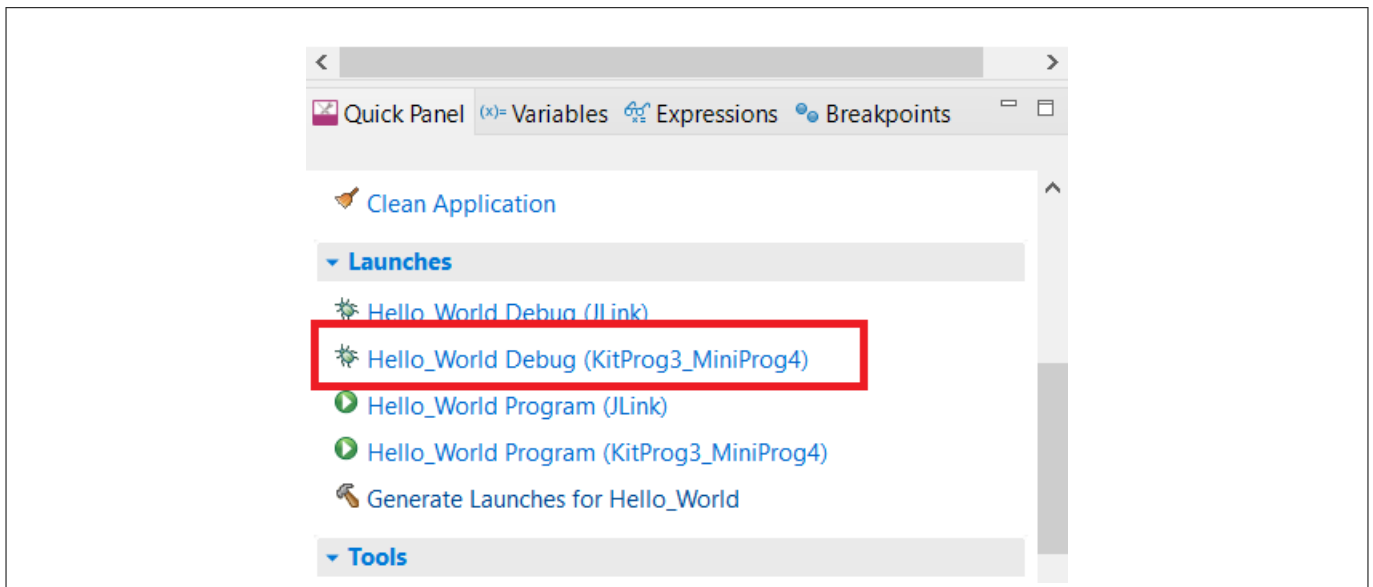 Quick Panel (x)= Variables Expressions Breakpoints
Clean Application
Launches
Hello_World Debug (JLink)
Hello_World Debug (KitProg3_MiniProg4)
Hello_World Program (JLink)
Hello_World Program (KitProg3_MiniProg4)
Generate Launches for Hello_World
Tools